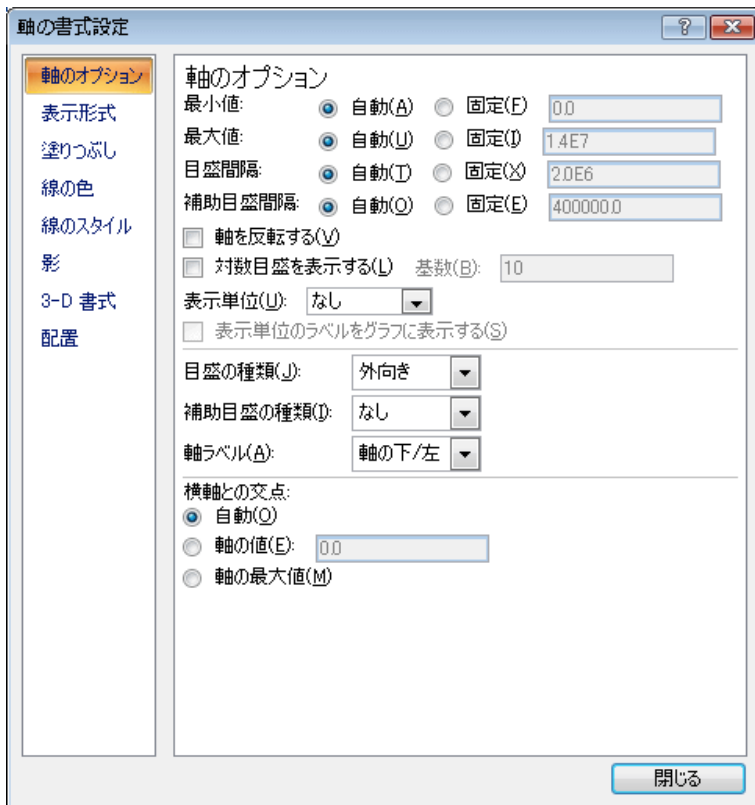 軸の書式設定
軸のオプション
表示形式
塗りつぶし
線の色
線のスタイル
影
3-D 書式
配置
軸のオプション
最小値: 自動(A) 固定(F) 0.0
最大値: 自動(U) 固定(I) 1.4E7
目盛間隔: 自動(T) 固定(X) 2.0E6
補助目盛間隔: 自動(O) 固定(E) 400000.0
軸を反転する(V)
対数目盛を表示する(L) 基数(B): 10
表示単位(U): なし
表示単位のラベルをグラフに表示する(S)
目盛の種類(J): 外向き
補助目盛の種類(I): なし
軸ラベル(A): 軸の下/左
横軸との交点:
自動(O)
軸の値(E): 0.0
軸の最大値(M)
閉じる